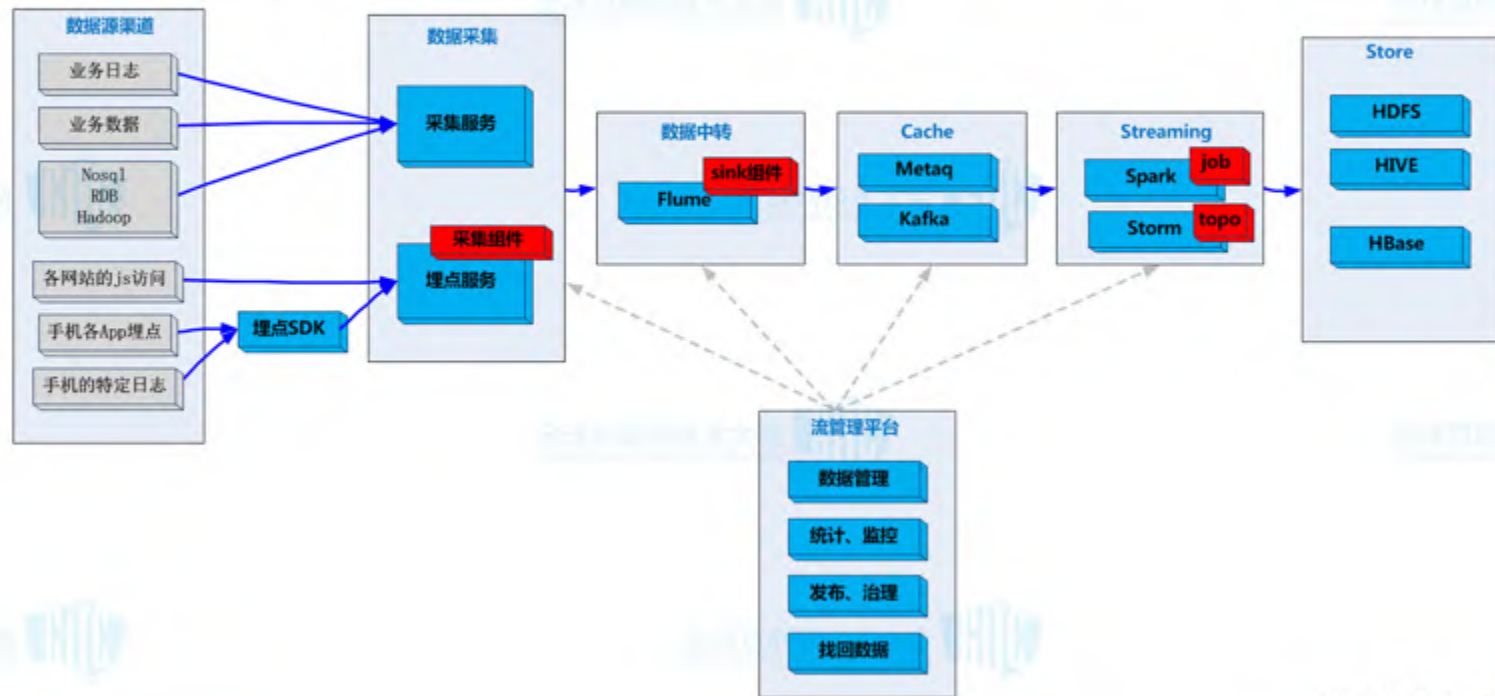 数据源渠道
业务日志
业务数据
Nosql
RDB
Hadoop
各网站的js访问
手机各App埋点
手机的特定日志
埋点SDK
数据采集
采集服务
采集组件
埋点服务
数据中转
sink组件
Flume
Cache
Metaq
Kafka
Streaming
Spark
job
Storm
topo
Store
HDFS
HIVE
HBase
流管理平台
数据管理
统计、监控
发布、治理
找回数据